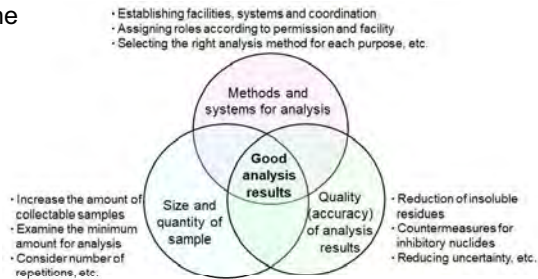 ne
・Establishing facilities, systems and coordination
・Assigning roles according to permission and facility
・Selecting the right analysis method for each purpose, etc.
Methods and
systems for analysis
Good
analysis
results
Size and
quantity of
sample
Quality
(accuracy)
of analysis
results
・Increase the amount of
collectable samples
・Examine the minimum
amount for analysis
・Consider number of
repetitions, etc.
・Reduction of insoluble
residues
・Countermeasures for
inhibitory nuclides
・Reducing uncertainty, etc.